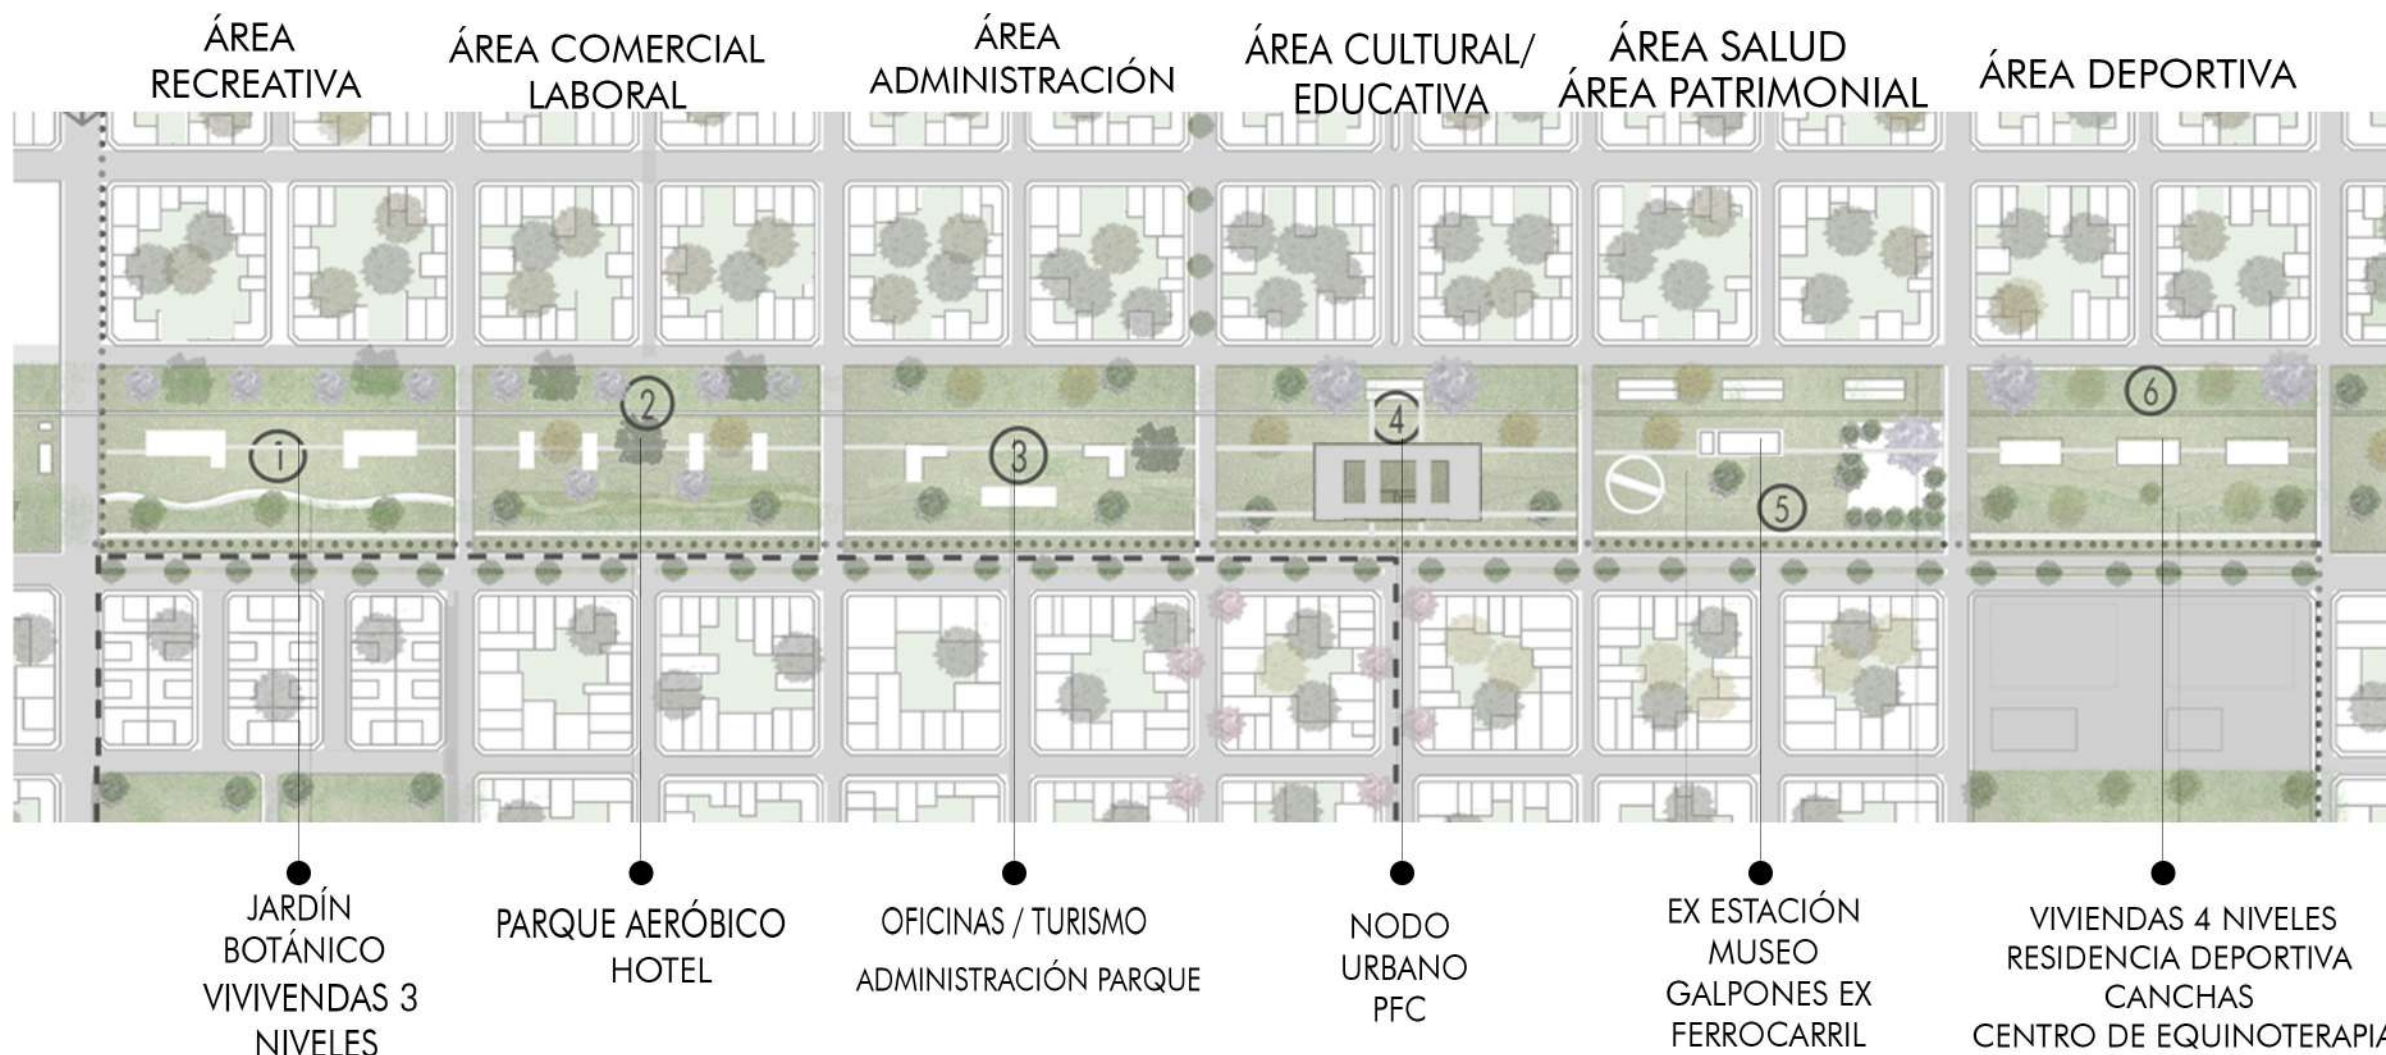 ÁREA
RECREATIVA
ÁREA COMERCIAL
LABORAL
ÁREA
ADMINISTRACIÓN
ÁREA CULTURAL/
EDUCATIVA
ÁREA SALUD
ÁREA PATRIMONIAL
ÁREA DEPORTIVA
1
2
3
4
5
6
JARDÍN
BOTÁNICO
VIVIVENDAS 3
NIVELES
PARQUE AERÓBICO
HOTEL
OFICINAS / TURISMO
ADMINISTRACIÓN PARQUE
NODO
URBANO
PFC
EX ESTACIÓN
MUSEO
GALPONES EX
FERROCARRIL
VIVIENDAS 4 NIVELES
RESIDENCIA DEPORTIVA
CANCHAS
CENTRO DE EQUINOTERAPIA